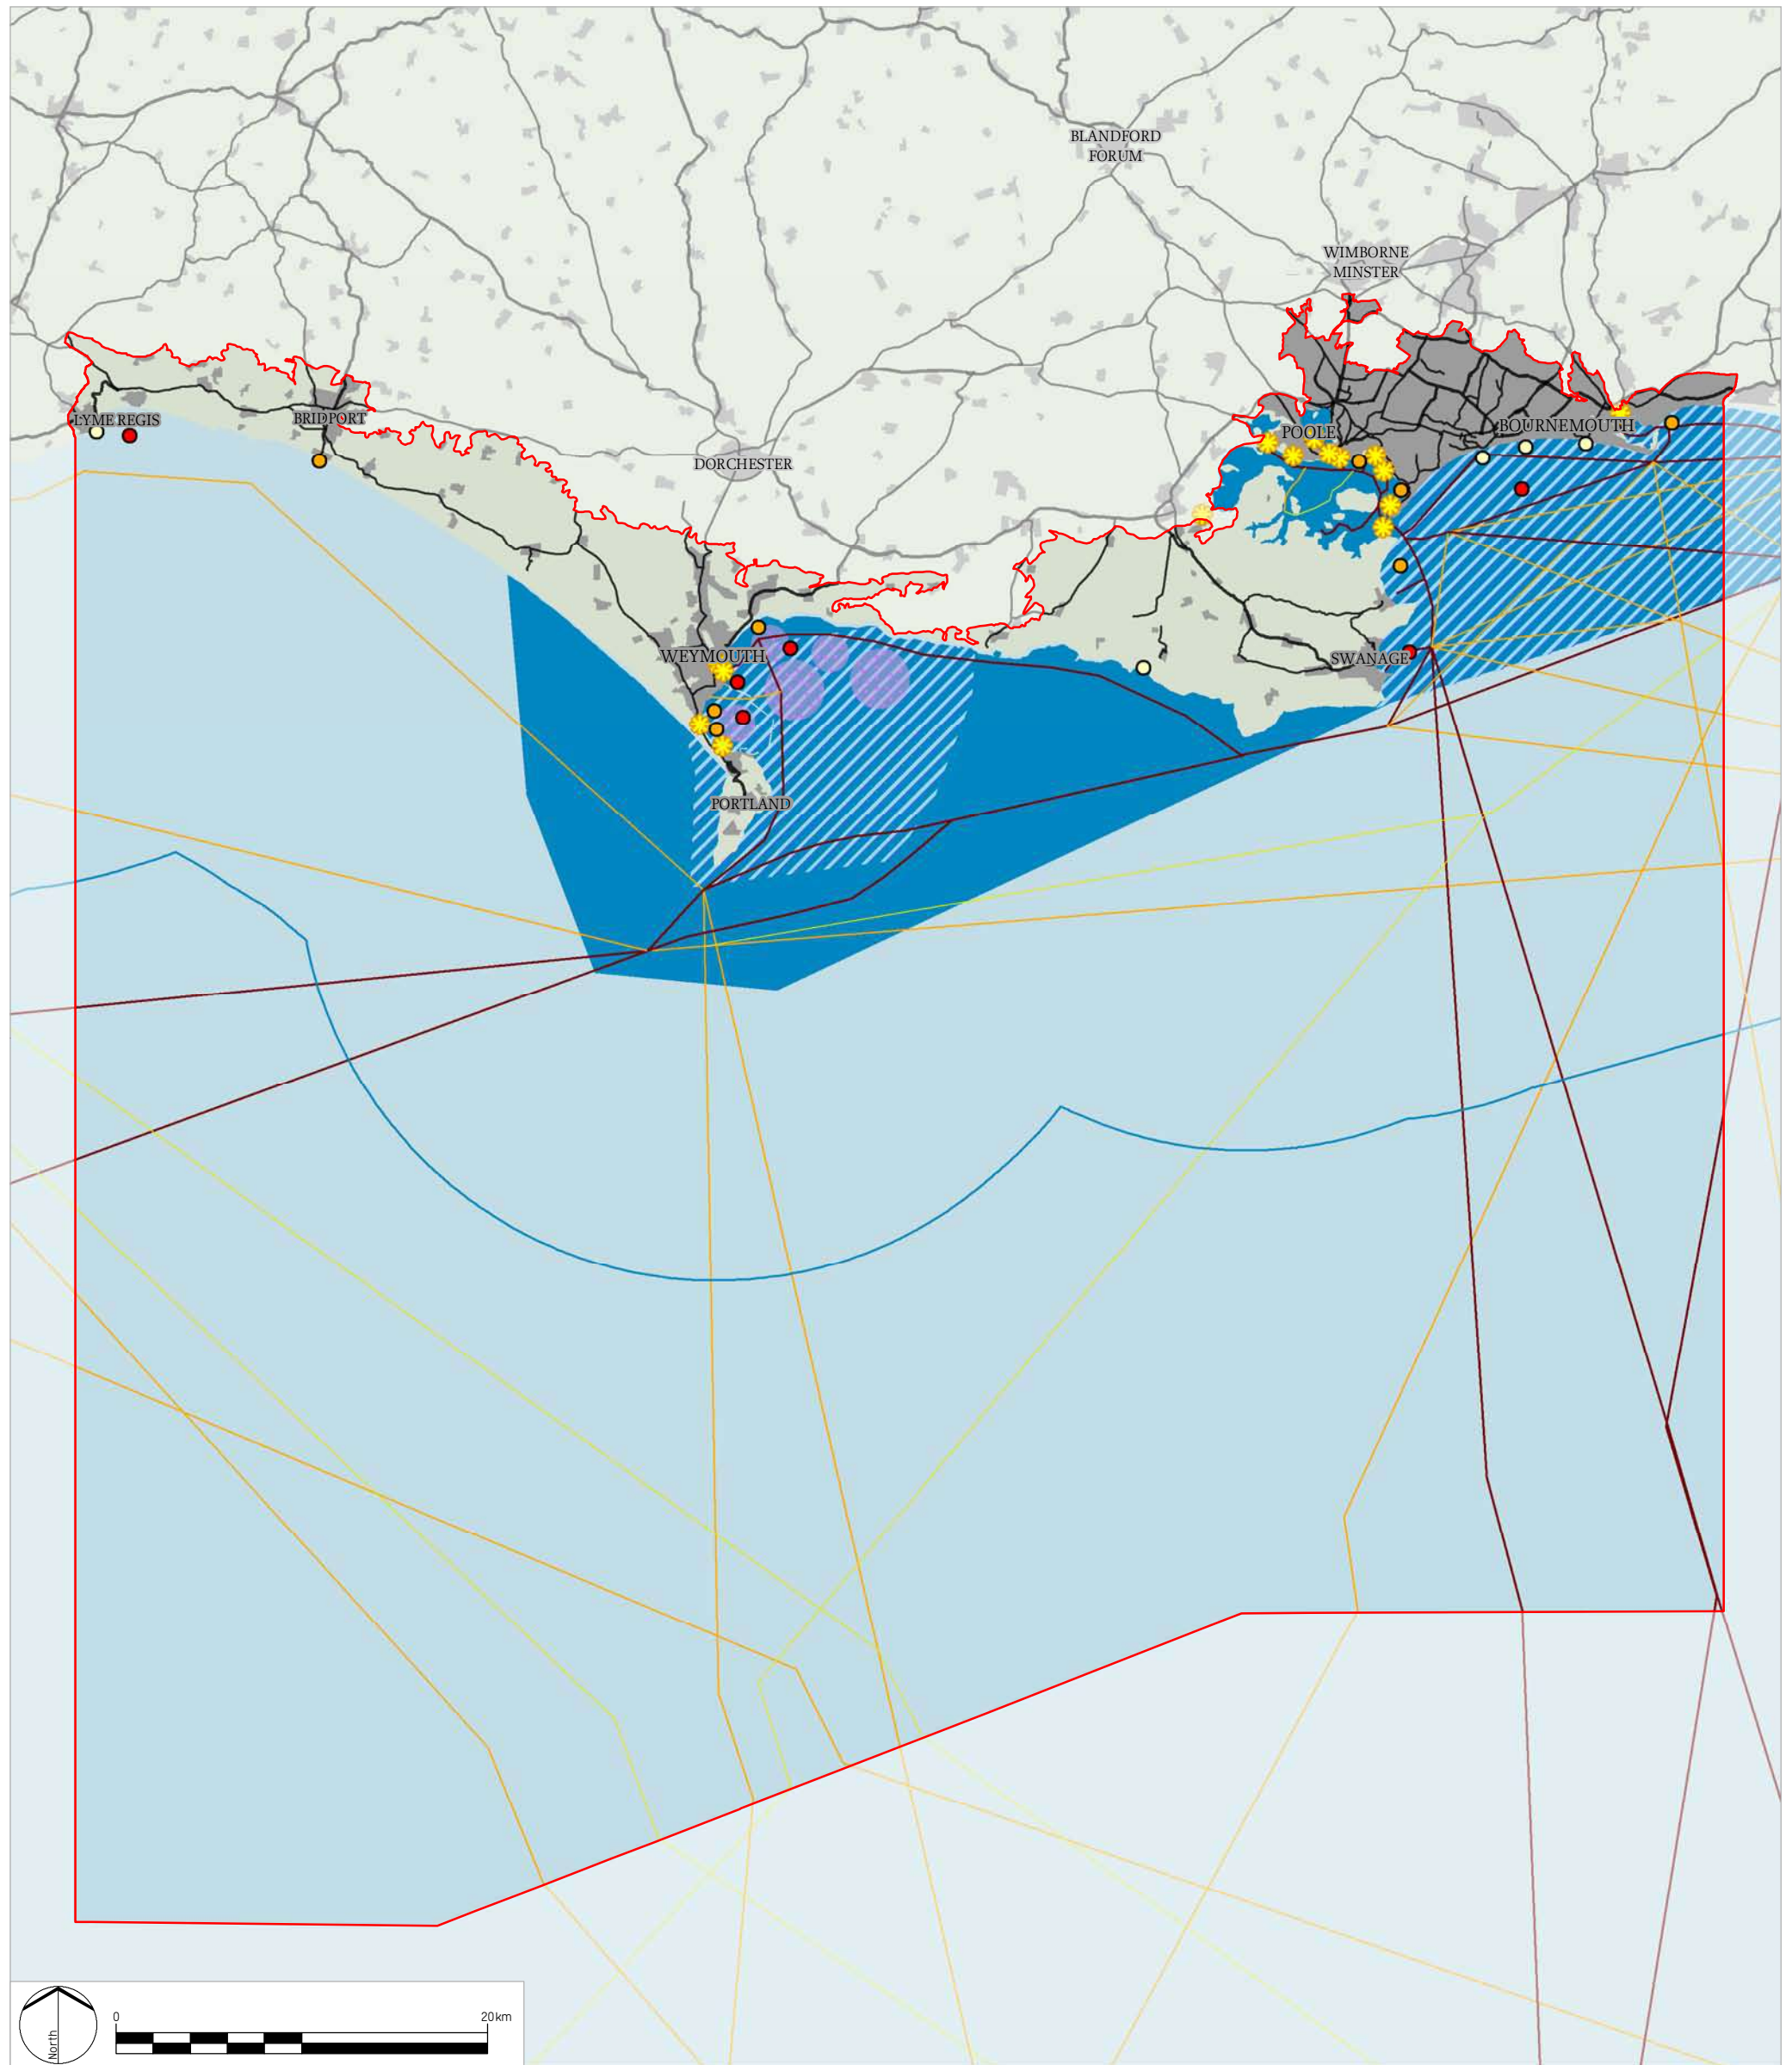 BLANDFORD
FORUM
WIMBORNE
MINSTER
LYME REGIS
BRIDPORT
POOLE
BOURNEMOUTH
DORCHESTER
WEYMOUTH
SWANAGE
PORTLAND
North
0
20km